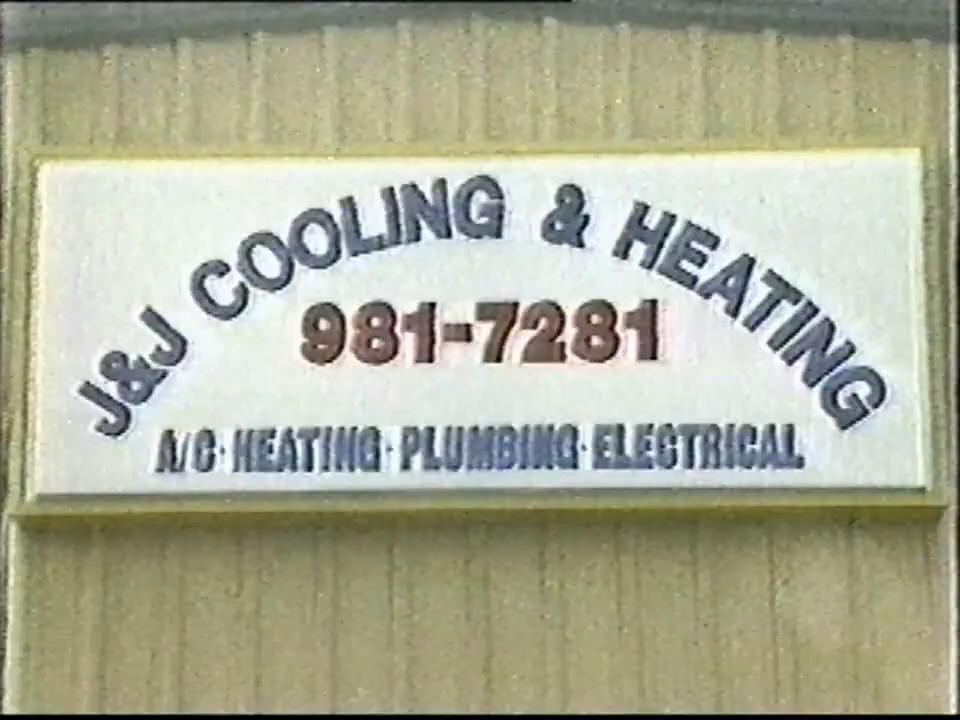 J&J COOLING & HEATING
981-7281
A/C·HEATING·PLUMBING·ELECTRICAL